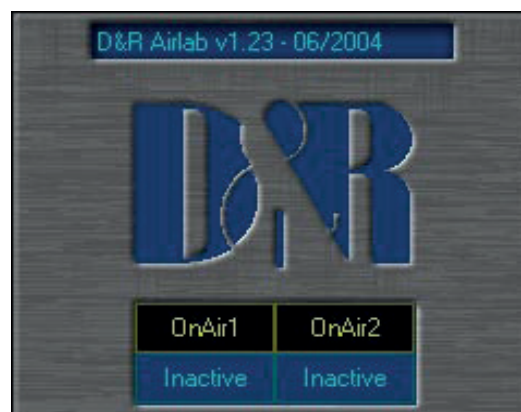 D&R Airlab v1.23 - 06/2004
D&R
OnAir1 OnAir2
Inactive Inactive